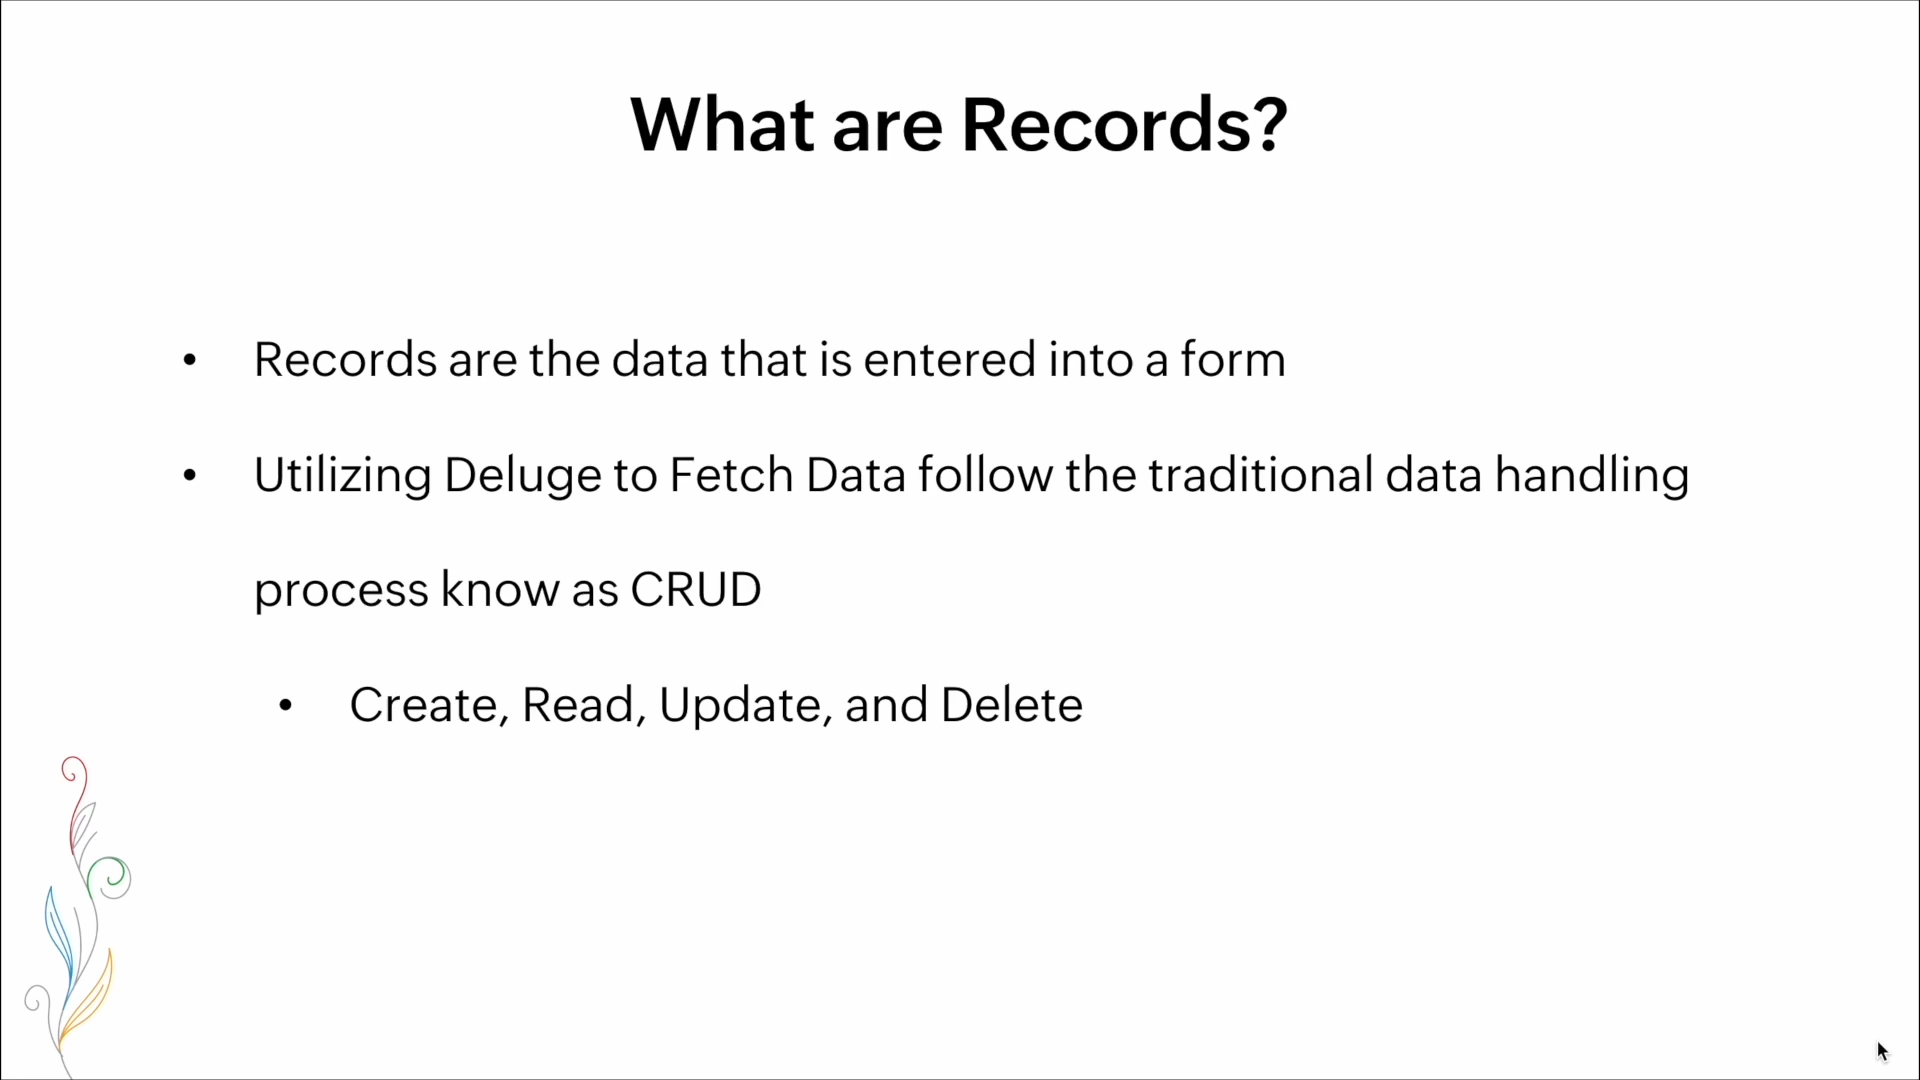 What are Records?
• Records are the data that is entered into a form
• Utilizing Deluge to Fetch Data follow the traditional data handling
process know as CRUD
• Create, Read, Update, and Delete